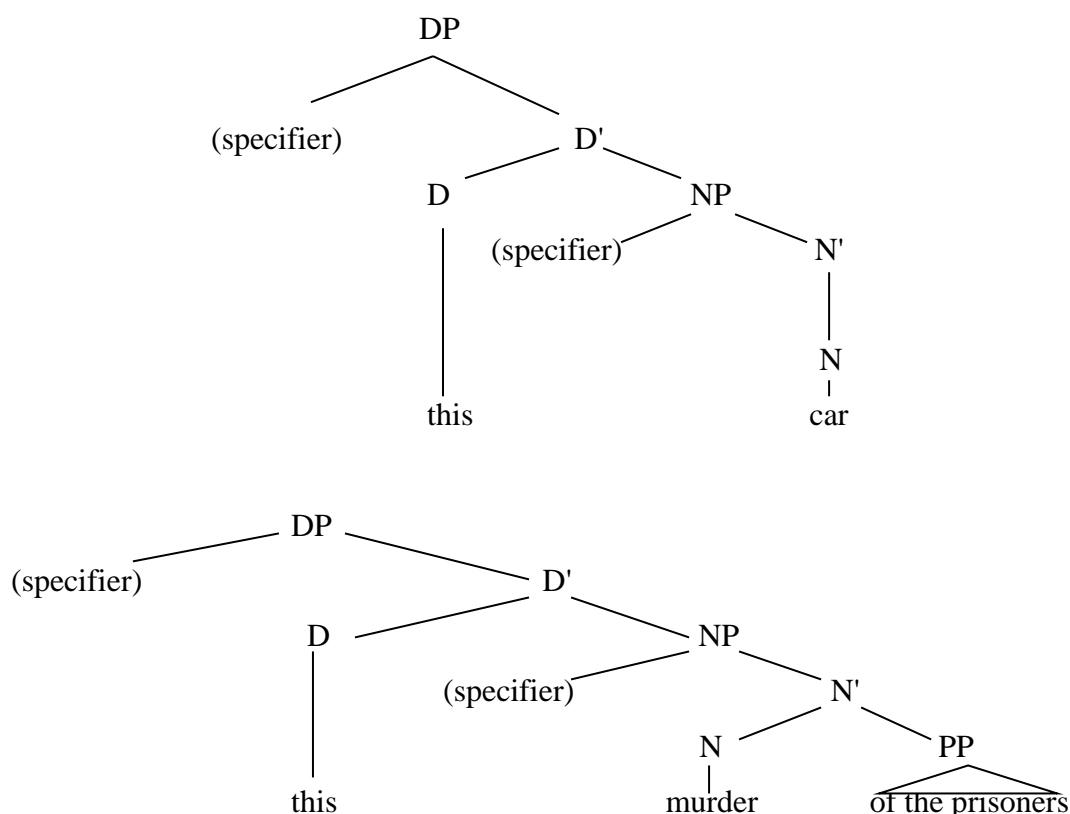 DP
(specifier) D'
D NP
(specifier) N'
N
this car
DP
(specifier) D'
D NP
(specifier) N'
N PP
this murder of the prisoners